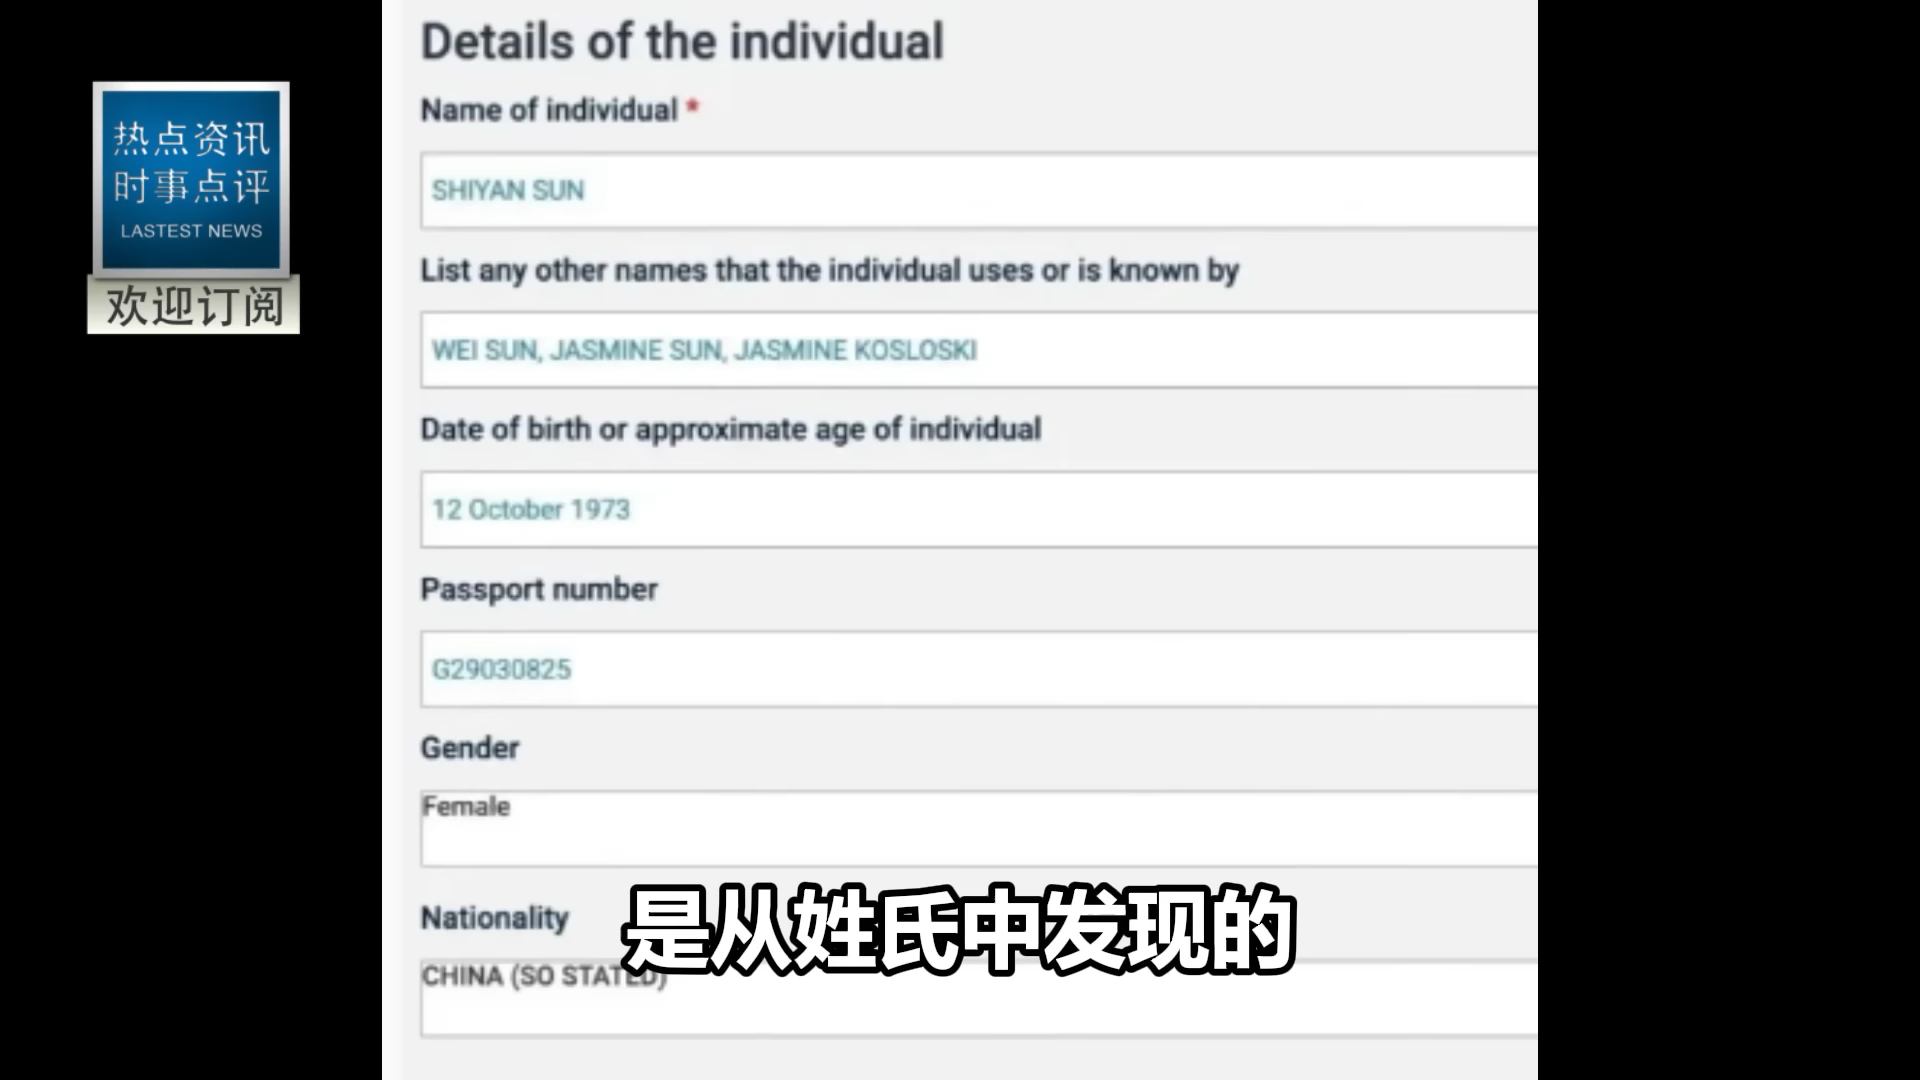 热点资讯
时事点评
LASTEST NEWS
欢迎订阅
Details of the individual
Name of individual *
SHIYAN SUN
List any other names that the individual uses or is known by
WEI SUN, JASMINE SUN, JASMINE KOSLOSKI
Date of birth or approximate age of individual
12 October 1973
Passport number
G29030825
Gender
Female
Nationality
CHINA (SO STATED)
是从姓氏中发现的